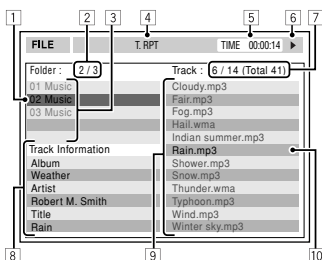 1 2 3 4 5 6 7
FILE T. RPT TIME 00:00:14
Folder : 2 / 3 Track : 6 / 14 (Total 41)
01 Music Cloudy.mp3
02 Music Fair.mp3
03 Music Fog.mp3
Hail.wma
Indian summer.mp3
Track Information Rain.mp3
Album Shower.mp3
Weather Snow.mp3
Artist Thunder.wma
Robert M. Smith Typhoon.mp3
Title Wind.mp3
Rain Winter sky.mp3
8 9 10